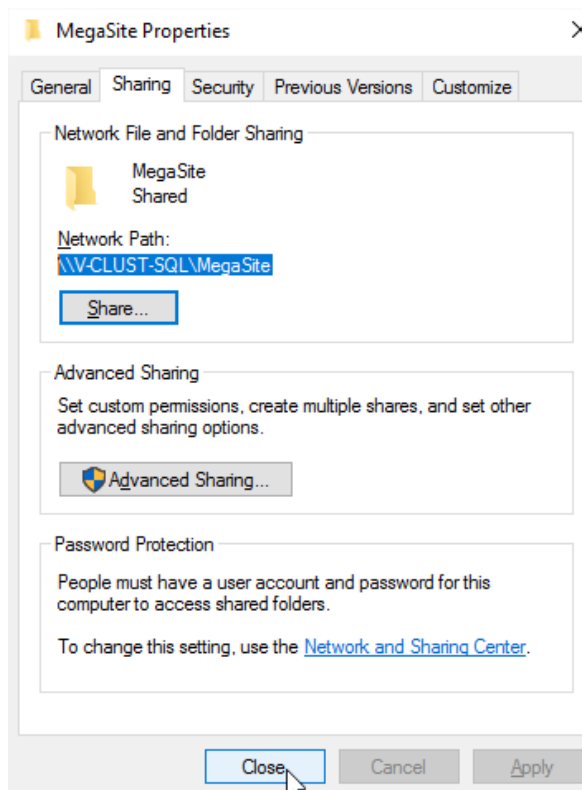 MegaSite Properties
General Sharing Security Previous Versions Customize
Network File and Folder Sharing
MegaSite
Shared
Network Path:
\\V-CLUST-SQL\MegaSite
Share...
Advanced Sharing
Set custom permissions, create multiple shares, and set other
advanced sharing options.
Advanced Sharing...
Password Protection
People must have a user account and password for this
computer to access shared folders.
To change this setting, use the Network and Sharing Center.
Close Cancel Apply